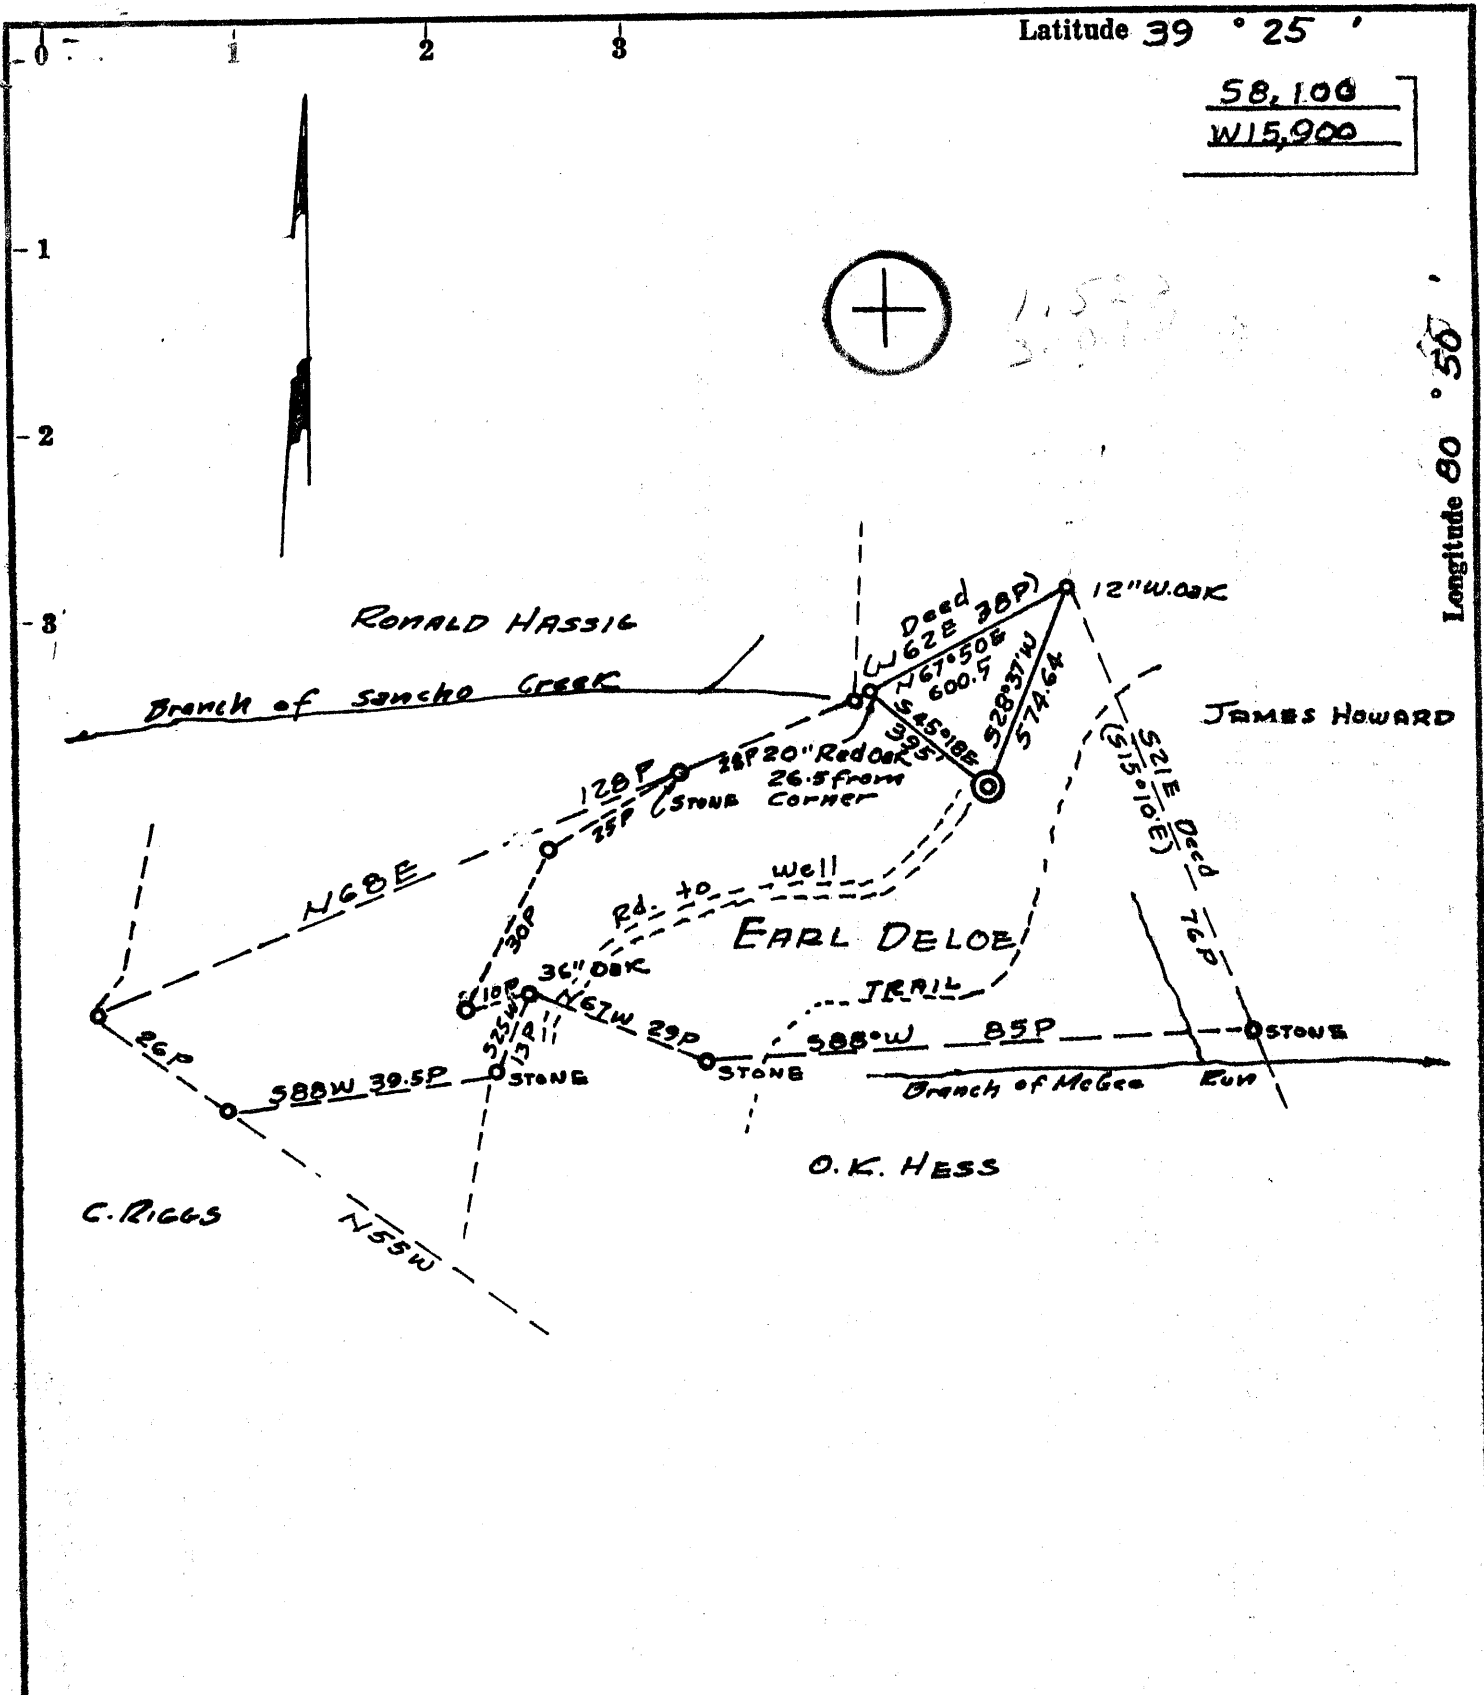 0 1 2 3
Latitude 39 ° 25 '
S8,100
W15,900
- 1
Longitude 80 ° 50 '
- 2
- 3
12" W.Oak
Deed
62E 38P)
N67°50E
600.5
S28°37'W
574.64
RONALD HASSIG
Branch of Sancho Creek
S45°18E
395'
JAMES HOWARD
S21E Deed 76P
(S15°10'E)
20" Red Oak
26.5 from
Corner
STONE
128P
25P
N68E
Rd. to well
EARL DELOE
30P
36" Oak
10P
TRAIL
N67W 29P
S25W
13P
S88°W 85P
STONE
STONE
26P
S88W 39.5P
STONE
Branch of McGee Run
O.K. HESS
C. RIGGS
N55W